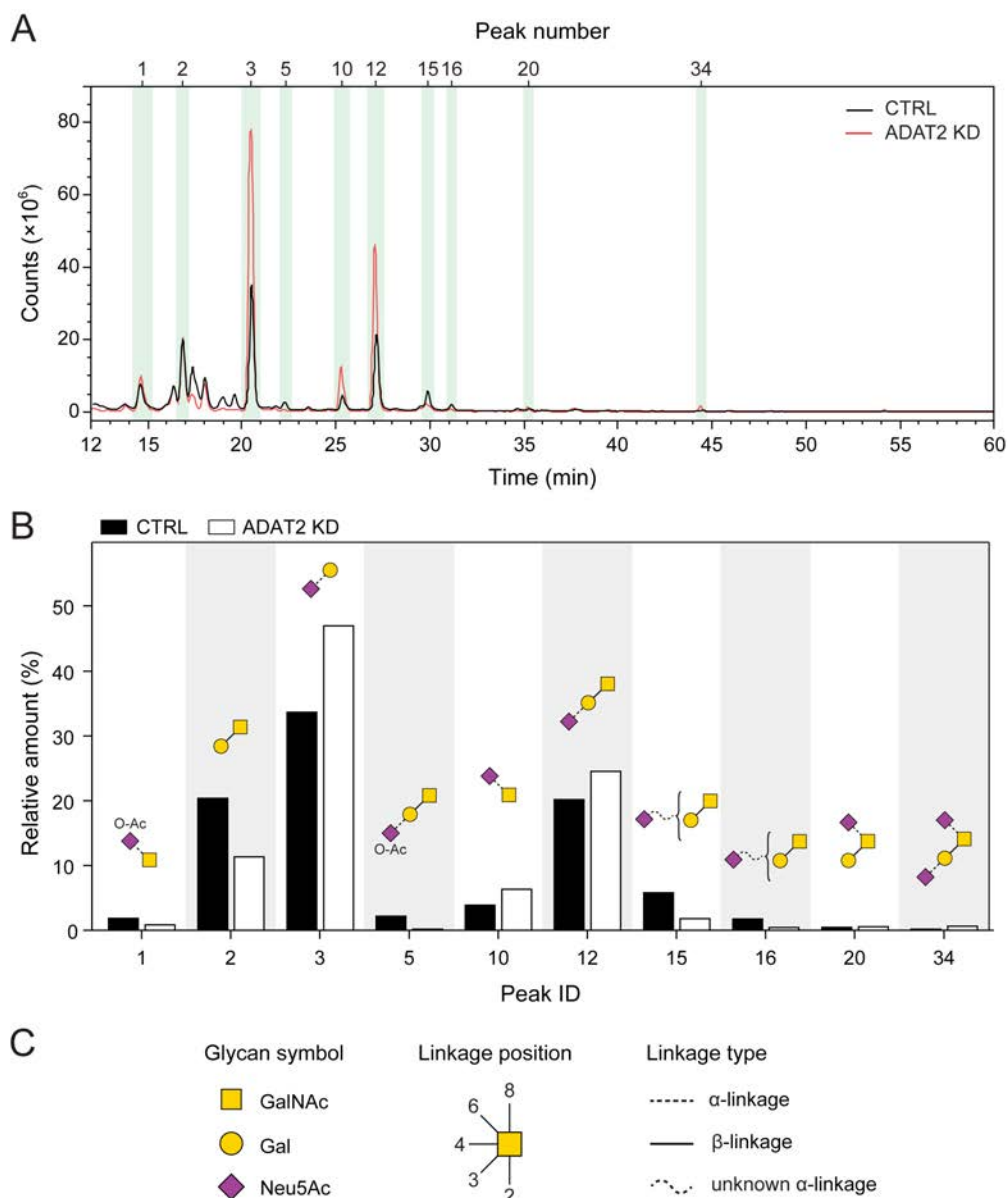 A
Peak number
1 2 3 5 10 12 15 16 20 34
CTRL
ADAT2 KD
80
60
40
20
0
Counts (×10⁶)
12 15 20 25 30 35 40 45 50 55 60
Time (min)
B
CTRL ADAT2 KD
50
40
30
20
10
0
Relative amount (%)
O-Ac
O-Ac
1 2 3 5 10 12 15 16 20 34
Peak ID
C
Glycan symbol Linkage position Linkage type
GalNAc
Gal
Neu5Ac
8
6
4
3
2
α-linkage
β-linkage
unknown α-linkage